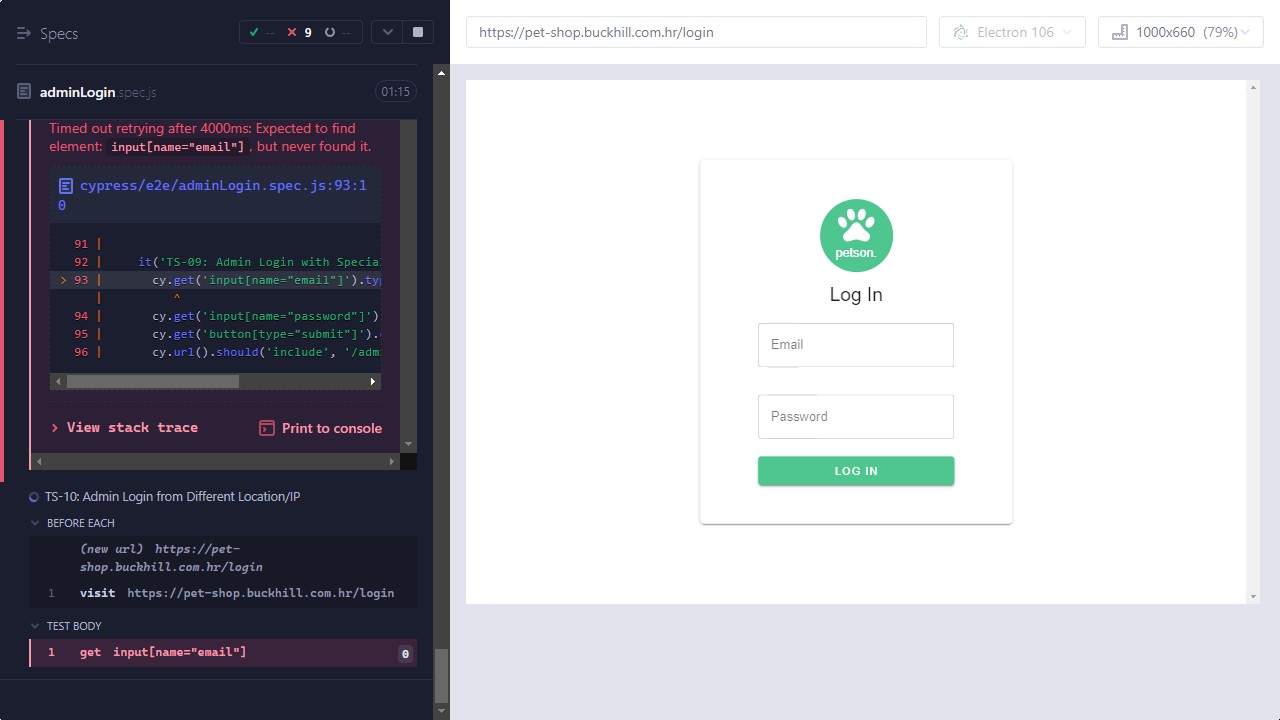 Specs
-- 9 --
adminLogin.spec.js
01:15
Timed out retrying after 4000ms: Expected to find
element: input[name="email"], but never found it.
cypress/e2e/adminLogin.spec.js:93:1
0
91 |
92 | it('TS-09: Admin Login with Special
> 93 | cy.get('input[name="email"]').typ
| ^
94 | cy.get('input[name="password"]')
95 | cy.get('button[type="submit"]').
96 | cy.url().should('include', '/adm
> View stack trace
Print to console
TS-10: Admin Login from Different Location/IP
BEFORE EACH
(new url) https://pet-
shop.buckhill.com.hr/login
1 visit https://pet-shop.buckhill.com.hr/login
TEST BODY
1 get input[name="email"] 0
https://pet-shop.buckhill.com.hr/login
Electron 106
1000x660 (79%)
petson.
Log In
Email
Password
LOG IN